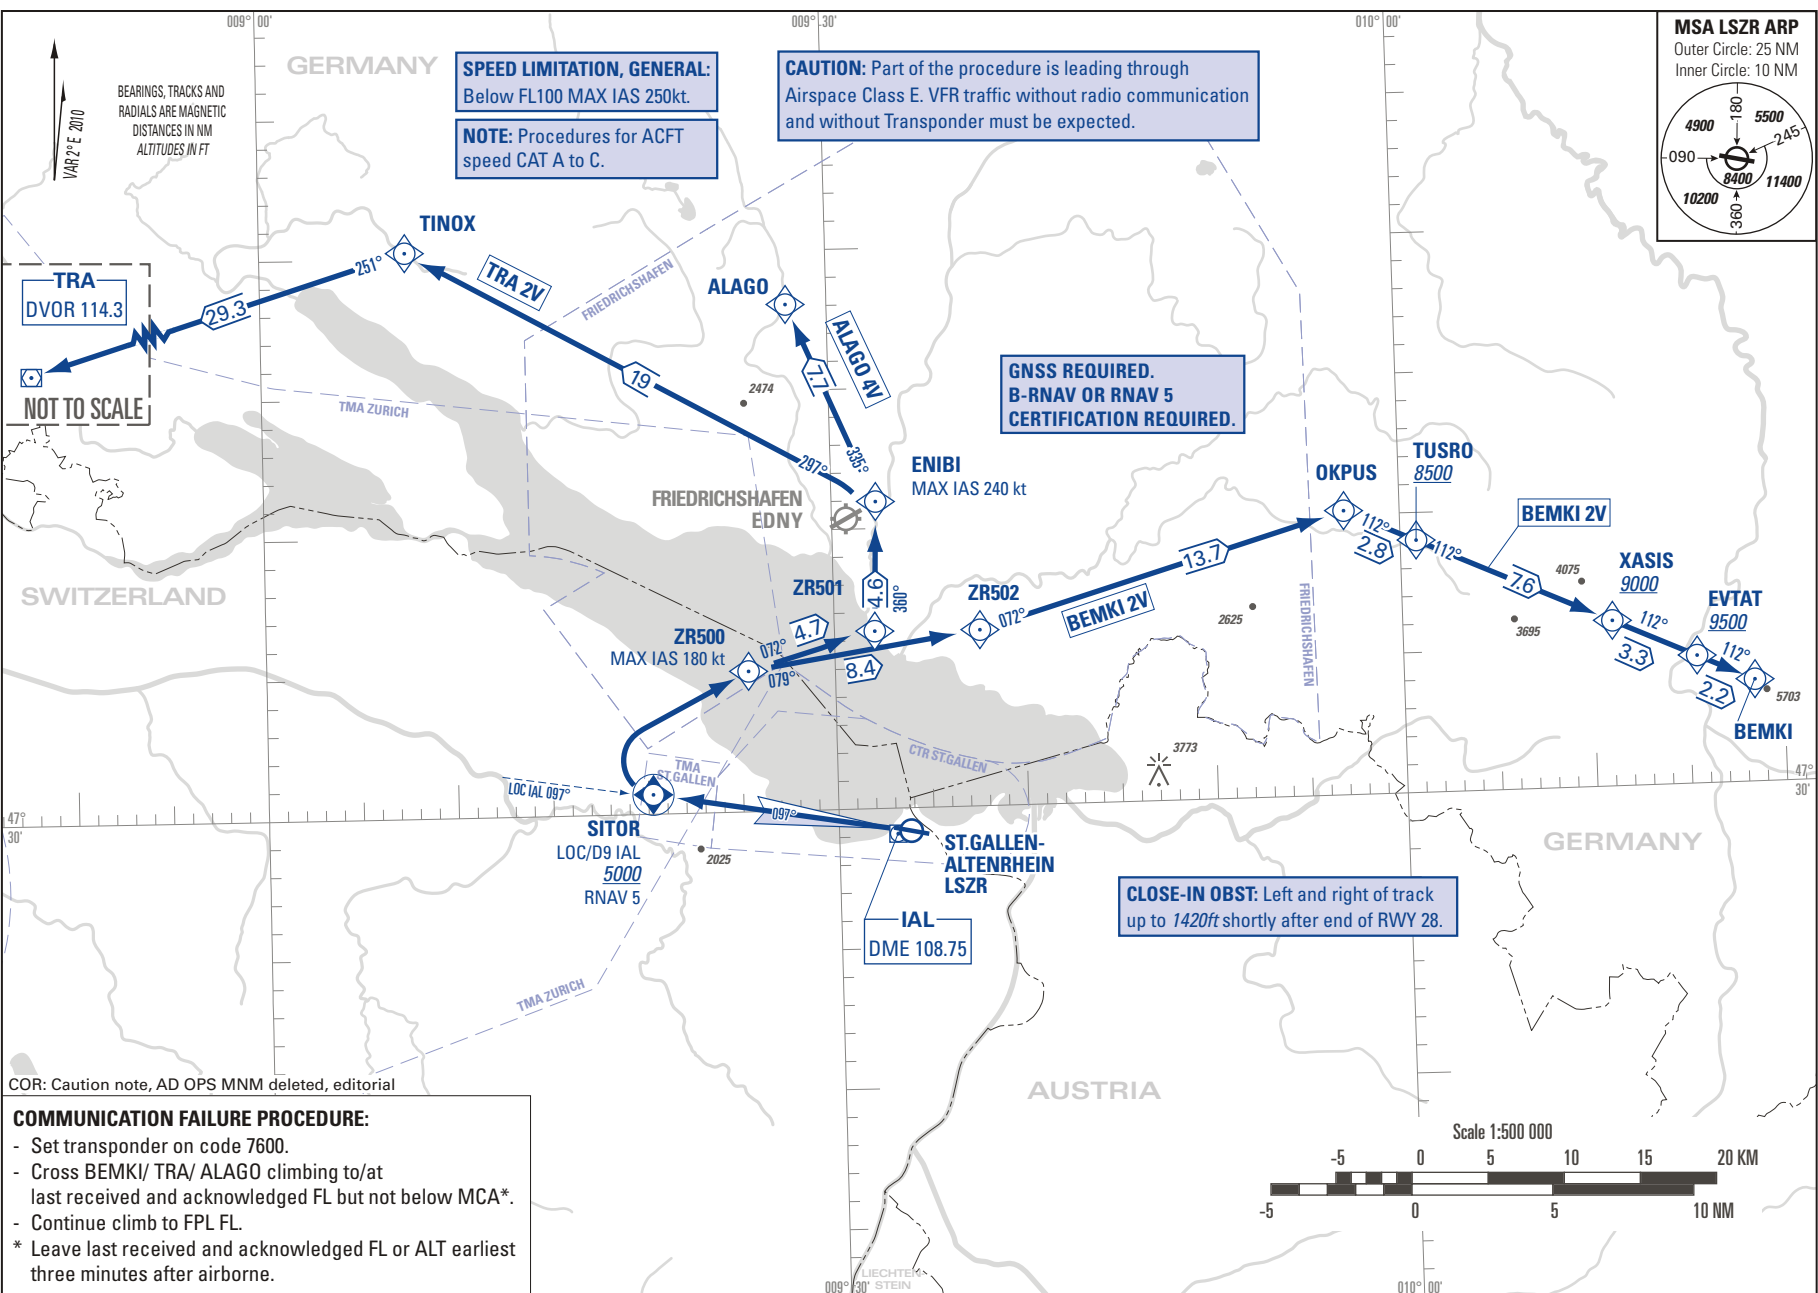 009° 00'
009° 30'
010° 00'
MSA LSZR ARP
Outer Circle: 25 NM
Inner Circle: 10 NM
180
4900
5500
245
090
8400
11400
10200
360
GERMANY
VAR 2° E 2010
BEARINGS, TRACKS AND
RADIALS ARE MAGNETIC
DISTANCES IN NM
ALTITUDES IN FT
SPEED LIMITATION, GENERAL:
Below FL100 MAX IAS 250kt.
NOTE: Procedures for ACFT
speed CAT A to C.
CAUTION: Part of the procedure is leading through
Airspace Class E. VFR traffic without radio communication
and without Transponder must be expected.
TINOX
251°
TRA 2V
FRIEDRICHSHAFEN
ALAGO
TRA
DVOR 114.3
29.3
NOT TO SCALE
ALAGO 4V
7.7
19
2474
TMA ZURICH
GNSS REQUIRED.
B-RNAV OR RNAV 5
CERTIFICATION REQUIRED.
297°
335°
ENIBI
MAX IAS 240 kt
FRIEDRICHSHAFEN
EDNY
OKPUS
TUSRO
8500
112°
2.8
112°
BEMKI 2V
13.7
7.6
4075
XASIS
9000
SWITZERLAND
ZR501
4.6
360°
ZR502
072°
BEMKI 2V
2625
FRIEDRICHSHAFEN
3695
112°
EVTAT
9500
ZR500
MAX IAS 180 kt
072°
4.7
079°
8.4
3.3
112°
2.2
5703
BEMKI
3773
CTR ST.GALLEN
TMA
ST.GALLEN
LOC IAL 097°
097°
47°
30'
47°
30'
SITOR
LOC/D9 IAL
5000
RNAV 5
2025
ST.GALLEN-
ALTENRHEIN
LSZR
GERMANY
IAL
DME 108.75
CLOSE-IN OBST: Left and right of track
up to 1420ft shortly after end of RWY 28.
TMA ZURICH
AUSTRIA
COR: Caution note, AD OPS MNM deleted, editorial
COMMUNICATION FAILURE PROCEDURE:
- Set transponder on code 7600.
- Cross BEMKI/ TRA/ ALAGO climbing to/at
last received and acknowledged FL but not below MCA*.
- Continue climb to FPL FL.
* Leave last received and acknowledged FL or ALT earliest
three minutes after airborne.
Scale 1:500 000
-5 0 5 10 15 20 KM
-5 0 5 10 NM
LIECHTEN-
STEIN
009° 30'
010° 00'